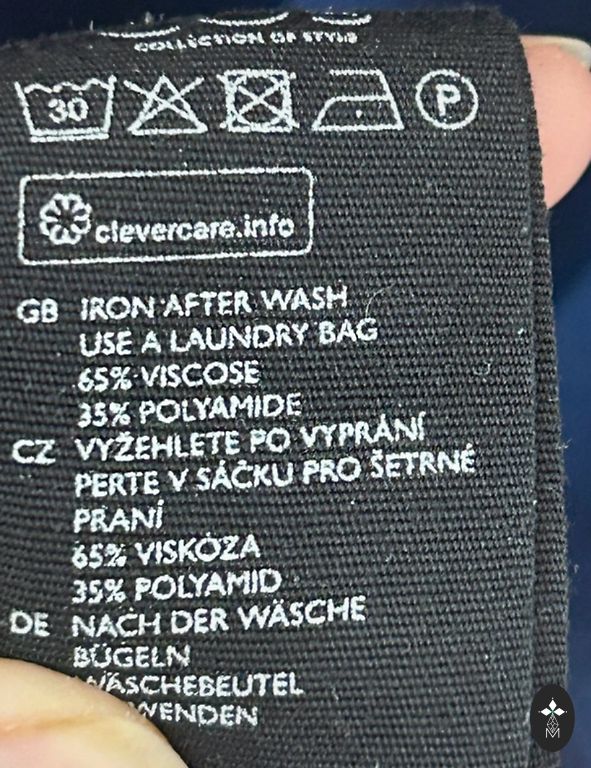 COLLECTION OF STYLE
30
P
clevercare.info
GB IRON AFTER WASH
USE A LAUNDRY BAG
65% VISCOSE
35% POLYAMIDE
CZ VYŽEHLETE PO VYPRÁNÍ
PERTE V SÁČKU PRO ŠETRNÉ
PRANÍ
65% VISKÓZA
35% POLYAMID
DE NACH DER WÄSCHE
BÜGELN
WÄSCHEBEUTEL
WENDEN
M